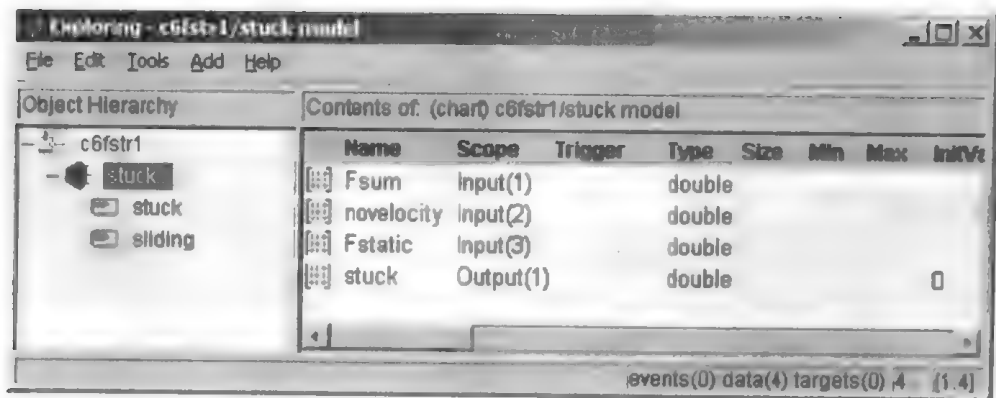 Exploring - c6fstr1/stuck model
File Edit Tools Add Help
Object Hierarchy
Contents of: (chart) c6fstr1/stuck model
c6fstr1
stuck
stuck
sliding
Name Scope Trigger Type Size Min Max InitVa
Fsum Input(1) double
novelocity Input(2) double
Fstatic Input(3) double
stuck Output(1) double 0
events(0) data(4) targets(0) 4 [1.4]